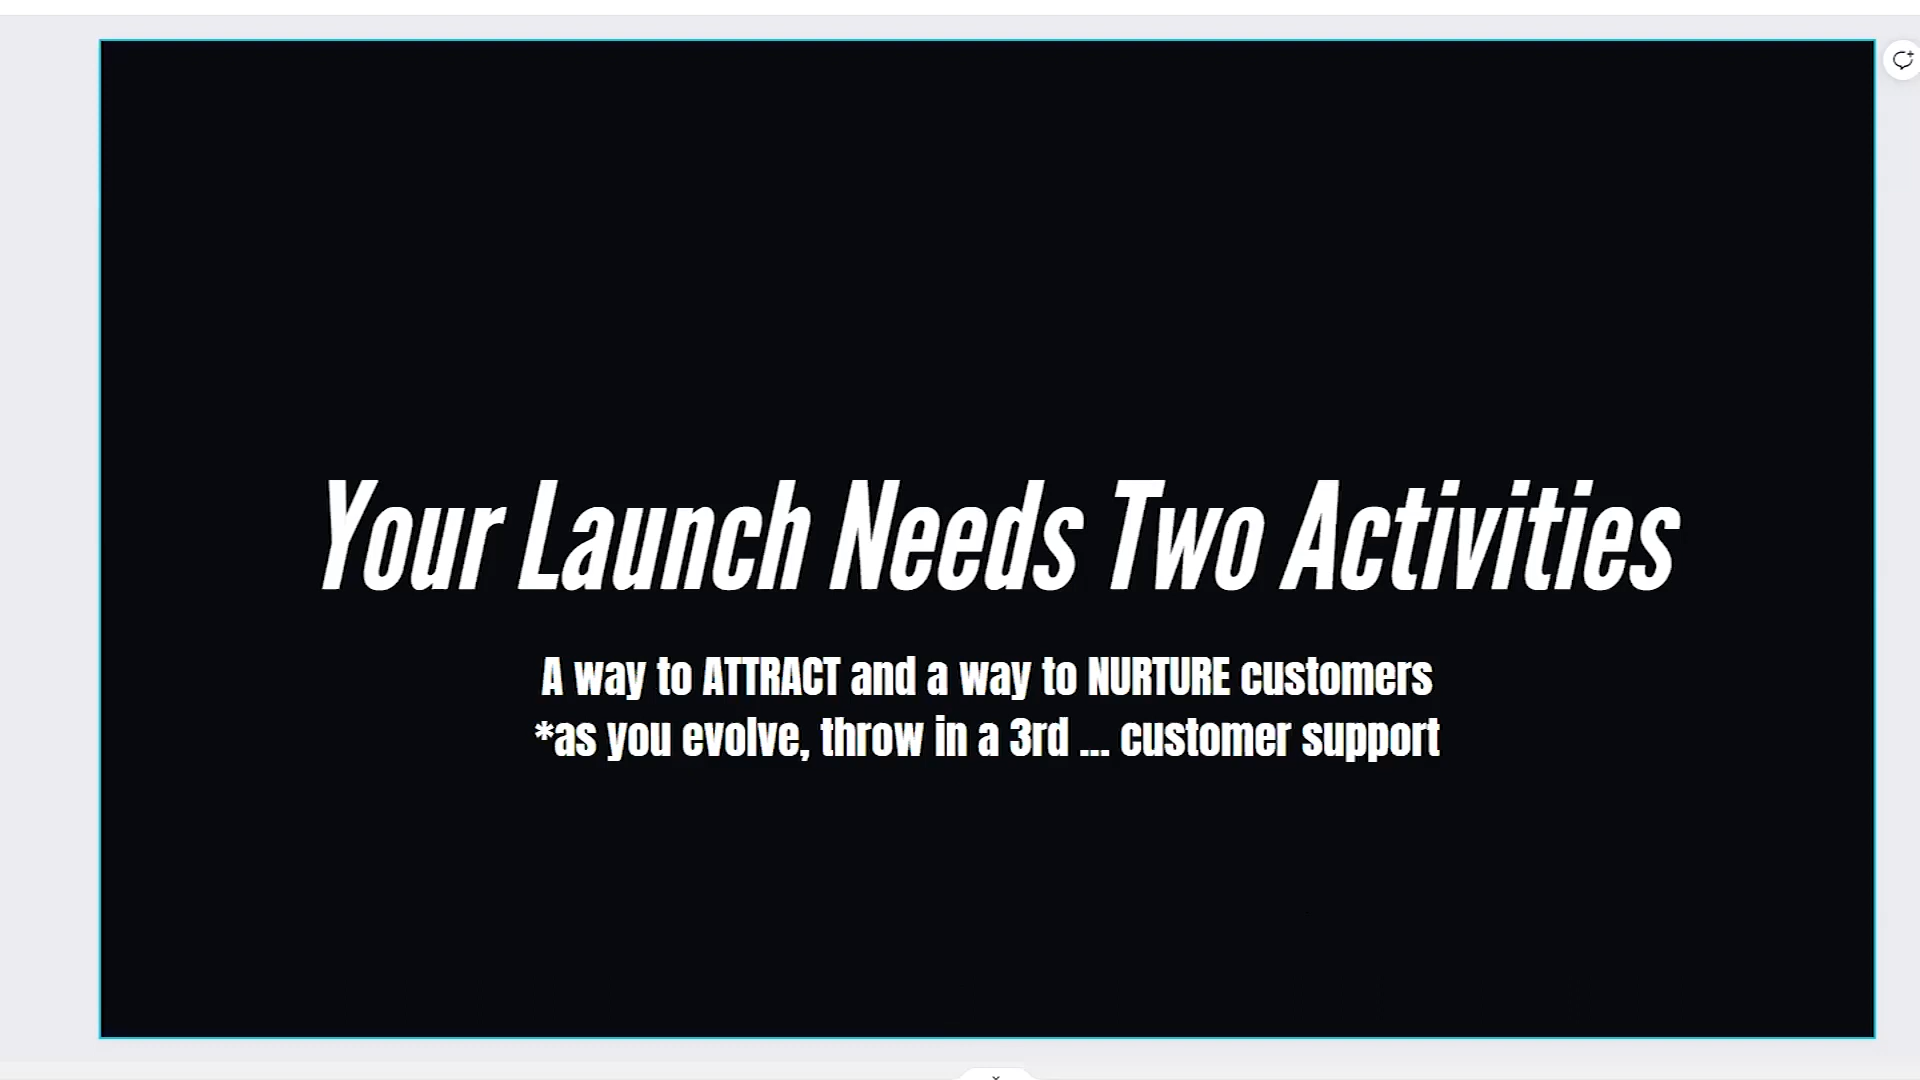 Your Launch Needs Two Activities
A way to ATTRACT and a way to NURTURE customers
*as you evolve, throw in a 3rd ... customer support